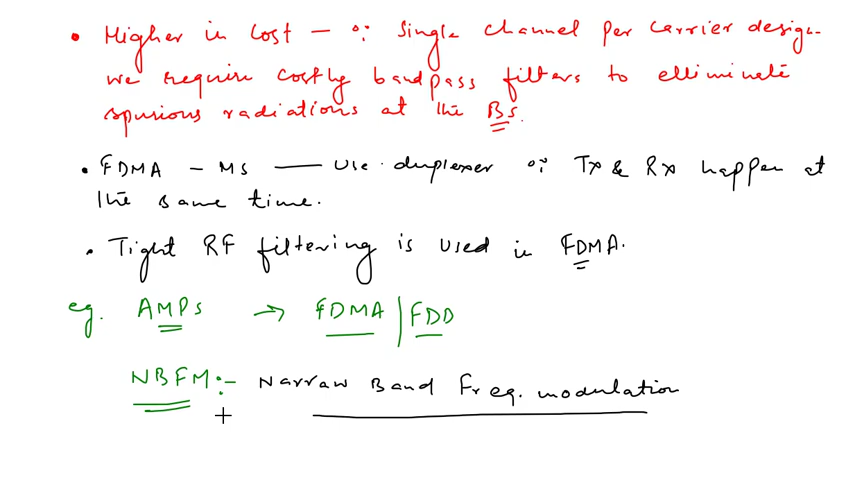 • Higher in Cost – ∵ Single channel per carrier design.
we require costly bandpass filters to elliminate
spurious radiations at the BS.
• FDMA – MS — Use duplexer ∵ Tx & Rx happen at
the same time.
• Tight RF filtering is used in FDMA.
eg. AMPs → FDMA | FDD
NBFM:- Narraw Band Freq. modulation